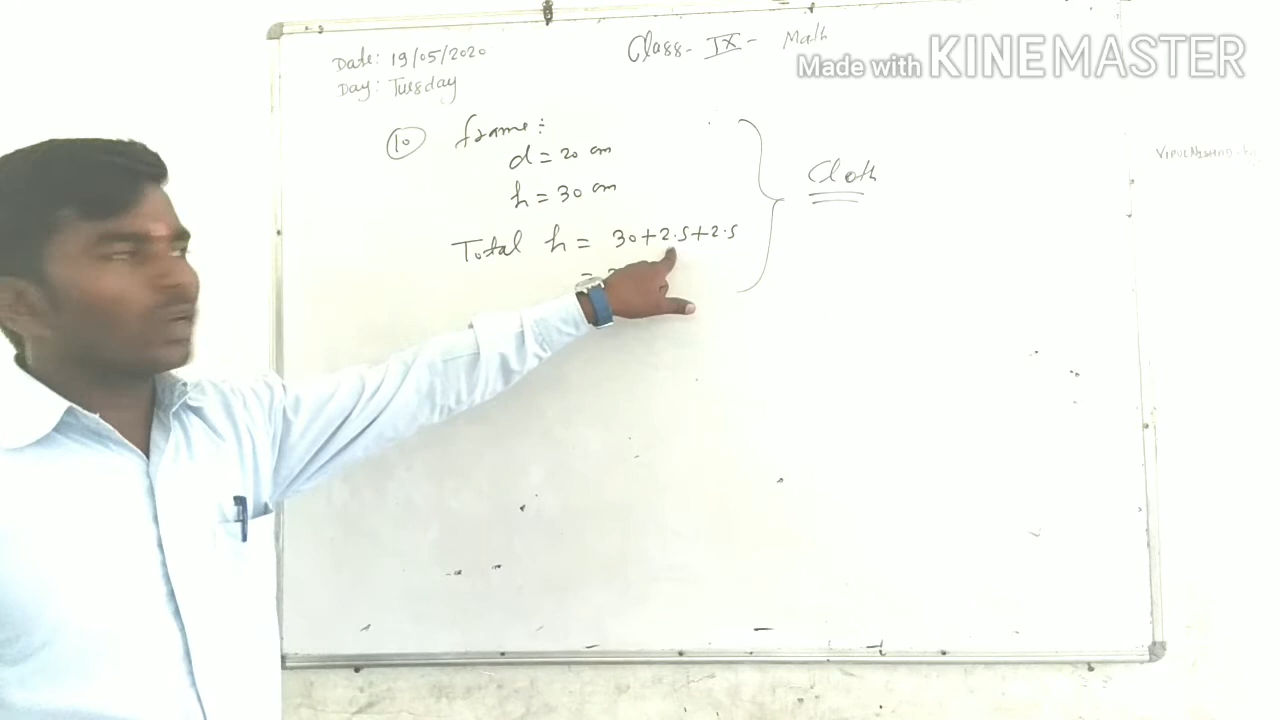 Date: 19/05/2020
Day: Tuesday
Class- IX - Math
Made with KINEMASTER
10 frame:
d = 20 cm
h = 30 cm
Total h = 30+2.5+2.5
=
Cloth